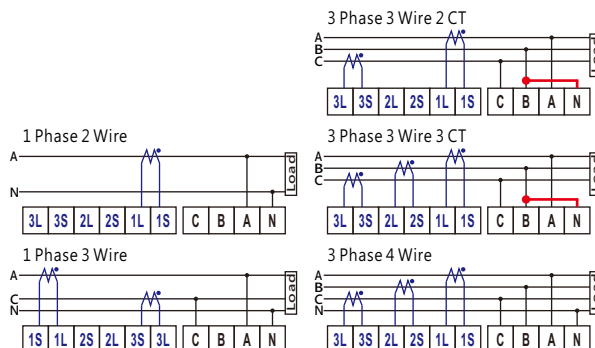 3 Phase 3 Wire 2 CT
A
B
C
3L 3S 2L 2S 1L 1S C B A N
1 Phase 2 Wire
A
N
Load
3L 3S 2L 2S 1L 1S C B A N
3 Phase 3 Wire 3 CT
A
B
C
3L 3S 2L 2S 1L 1S C B A N
1 Phase 3 Wire
A
C
N
Load
1S 1L 2S 2L 3S 3L C B A N
3 Phase 4 Wire
A
B
C
N
3L 3S 2L 2S 1L 1S C B A N